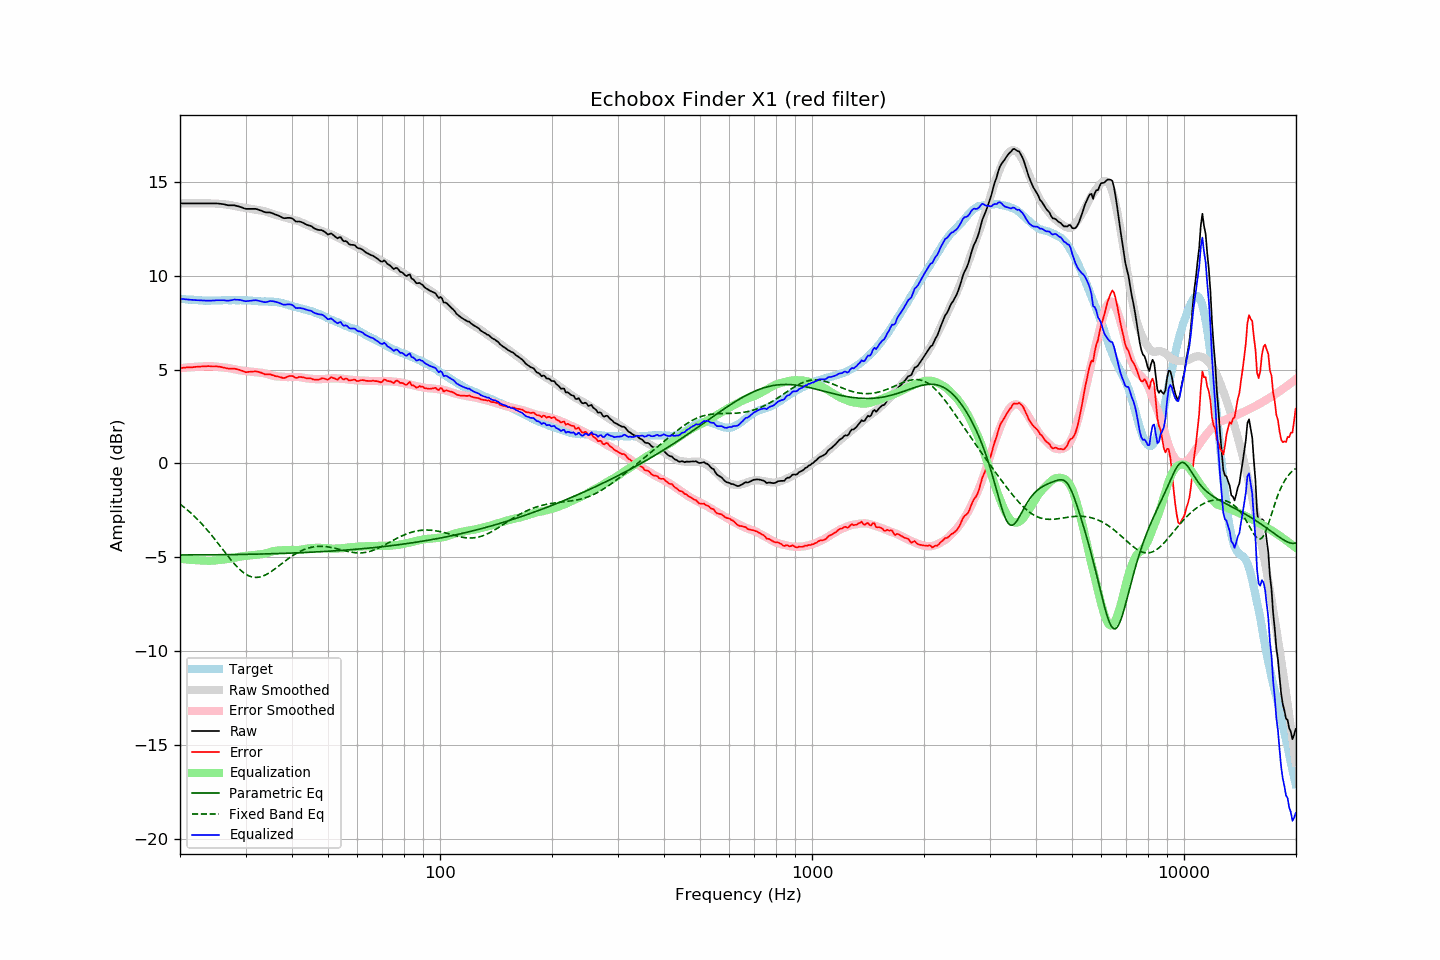 Echobox Finder X1 (red filter)
Amplitude (dBr)
15
10
5
0
−5
−10
−15
−20
Target
Raw Smoothed
Error Smoothed
Raw
Error
Equalization
Parametric Eq
Fixed Band Eq
Equalized
100
1000
10000
Frequency (Hz)